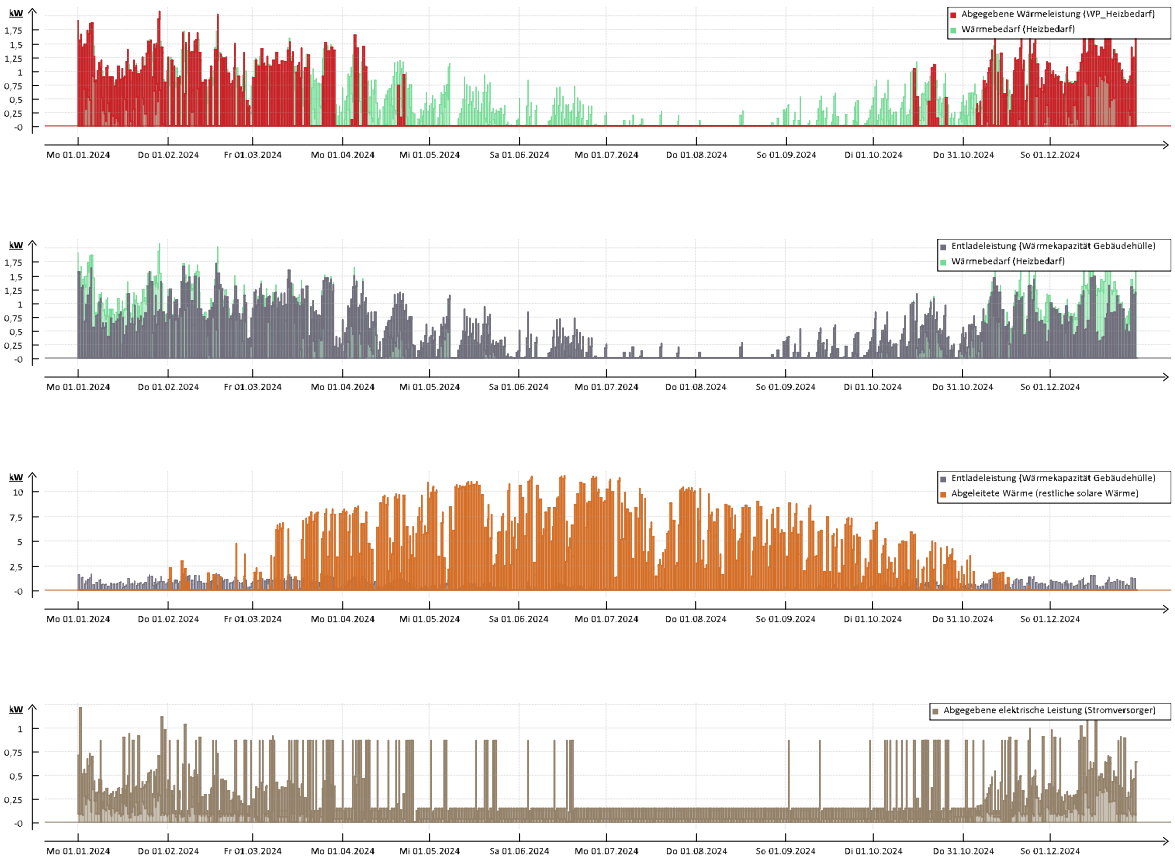 kW
Abgegebene Wärmeleistung (WP_Heizbedarf)
Wärmebedarf (Heizbedarf)
1,75
1,5
1,25
1
0,75
0,5
0,25
-0
Mo 01.01.2024 Do 01.02.2024 Fr 01.03.2024 Mo 01.04.2024 Mi 01.05.2024 Sa 01.06.2024 Mo 01.07.2024 Do 01.08.2024 So 01.09.2024 Di 01.10.2024 Do 31.10.2024 So 01.12.2024
kW
Entladeleistung (Wärmekapazität Gebäudehülle)
Wärmebedarf (Heizbedarf)
1,75
1,5
1,25
1
0,75
0,5
0,25
-0
Mo 01.01.2024 Do 01.02.2024 Fr 01.03.2024 Mo 01.04.2024 Mi 01.05.2024 Sa 01.06.2024 Mo 01.07.2024 Do 01.08.2024 So 01.09.2024 Di 01.10.2024 Do 31.10.2024 So 01.12.2024
kW
Entladeleistung (Wärmekapazität Gebäudehülle)
Abgeleitete Wärme (restliche solare Wärme)
10
7,5
5
2,5
-0
Mo 01.01.2024 Do 01.02.2024 Fr 01.03.2024 Mo 01.04.2024 Mi 01.05.2024 Sa 01.06.2024 Mo 01.07.2024 Do 01.08.2024 So 01.09.2024 Di 01.10.2024 Do 31.10.2024 So 01.12.2024
kW
Abgegebene elektrische Leistung (Stromversorger)
1
0,75
0,5
0,25
-0
Mo 01.01.2024 Do 01.02.2024 Fr 01.03.2024 Mo 01.04.2024 Mi 01.05.2024 Sa 01.06.2024 Mo 01.07.2024 Do 01.08.2024 So 01.09.2024 Di 01.10.2024 Do 31.10.2024 So 01.12.2024